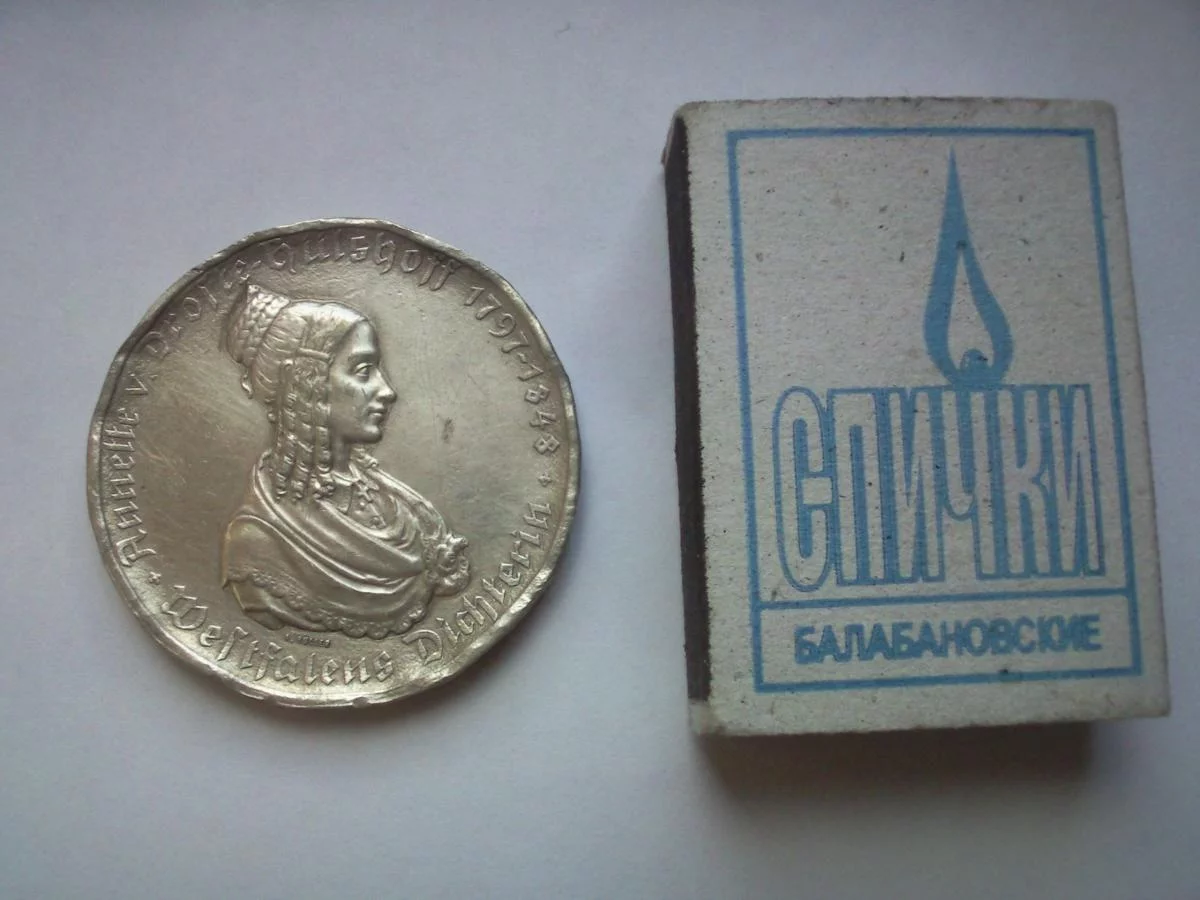 Annette v. Droste-Hülshoff 1797-1848 *
* Westfalens Dichterin
СПИЧКИ
БАЛАБАНОВСКИЕ